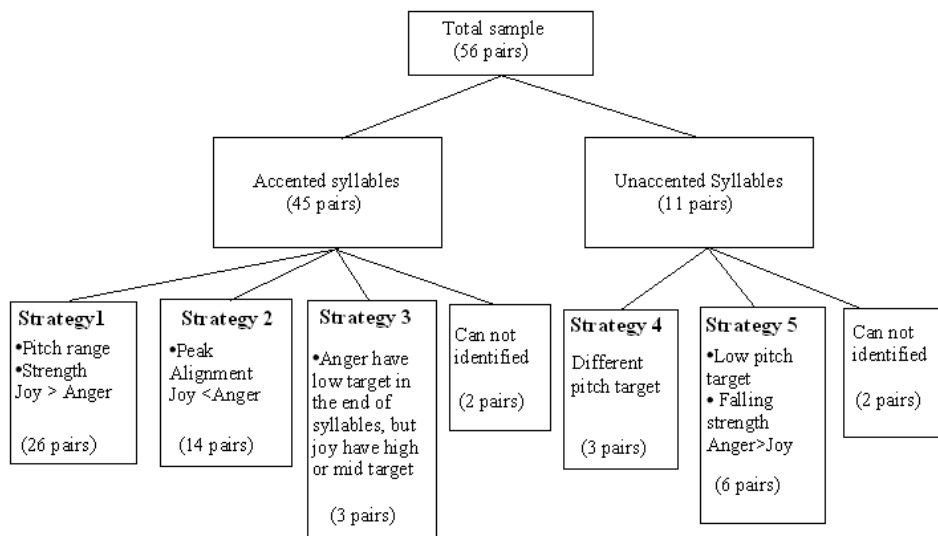 Total sample
(56 pairs)
Accented syllables
(45 pairs)
Unaccented Syllables
(11 pairs)
Strategy1
•Pitch range
•Strength
Joy > Anger
(26 pairs)
Strategy 2
•Peak
Alignment
Joy <Anger
(14 pairs)
Strategy 3
•Anger have
low target in
the end of
syllables, but
joy have high
or mid target
(3 pairs)
Can not
identified
(2 pairs)
Strategy 4
Different
pitch target
(3 pairs)
Strategy 5
•Low pitch
target
• Falling
strength
Anger>Joy
(6 pairs)
Can not
identified
(2 pairs)